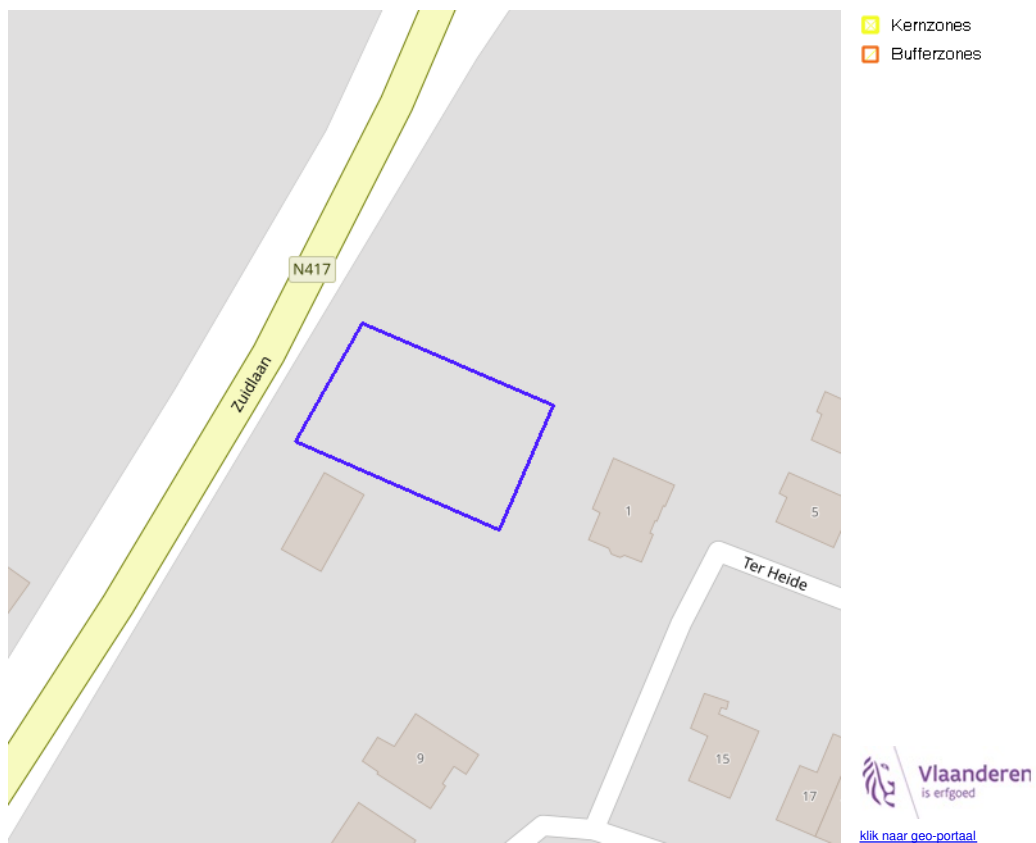 Kernzones
Bufferzones
N417
Zuidlaan
1
5
Ter Heide
9
15
17
Vlaanderen
is erfgoed
klik naar geo-portaal